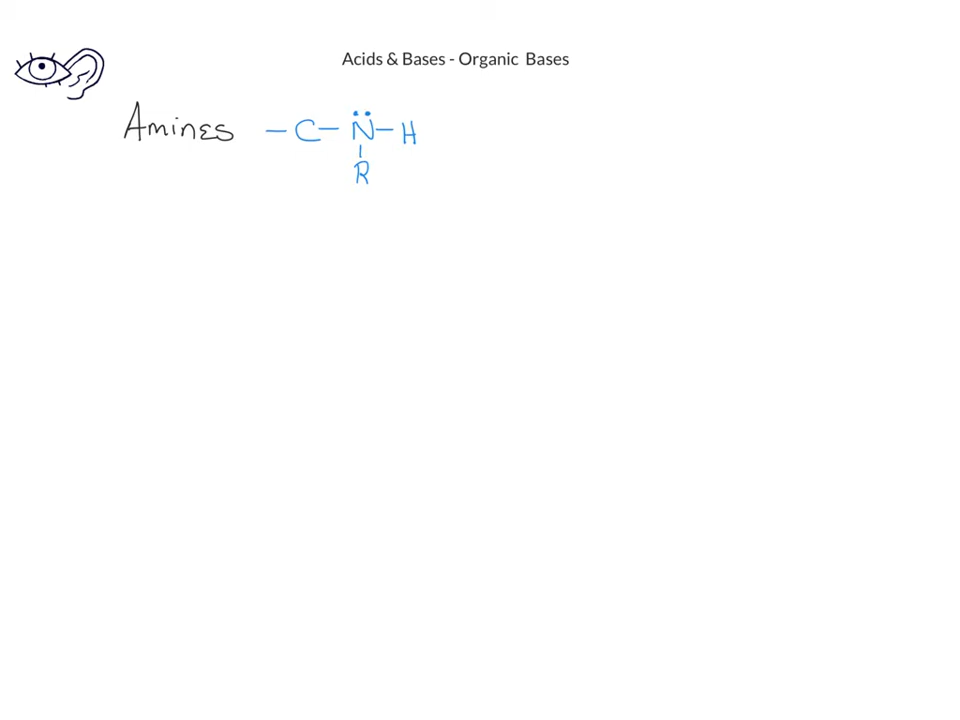 Acids & Bases - Organic Bases
Amines - C - N - H
R